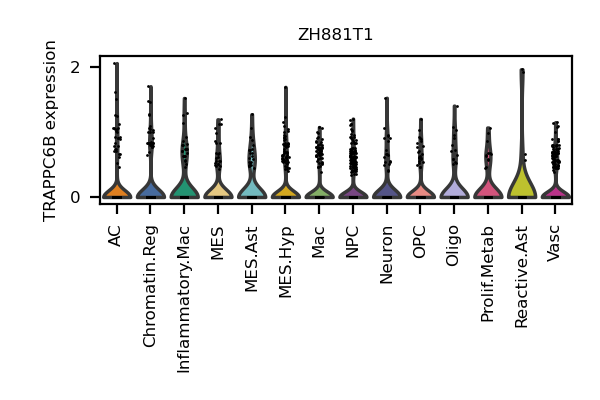 ZH881T1
TRAPPC6B expression
2
0
AC
Chromatin.Reg
Inflammatory.Mac
MES
MES.Ast
MES.Hyp
Mac
NPC
Neuron
OPC
Oligo
Prolif.Metab
Reactive.Ast
Vasc